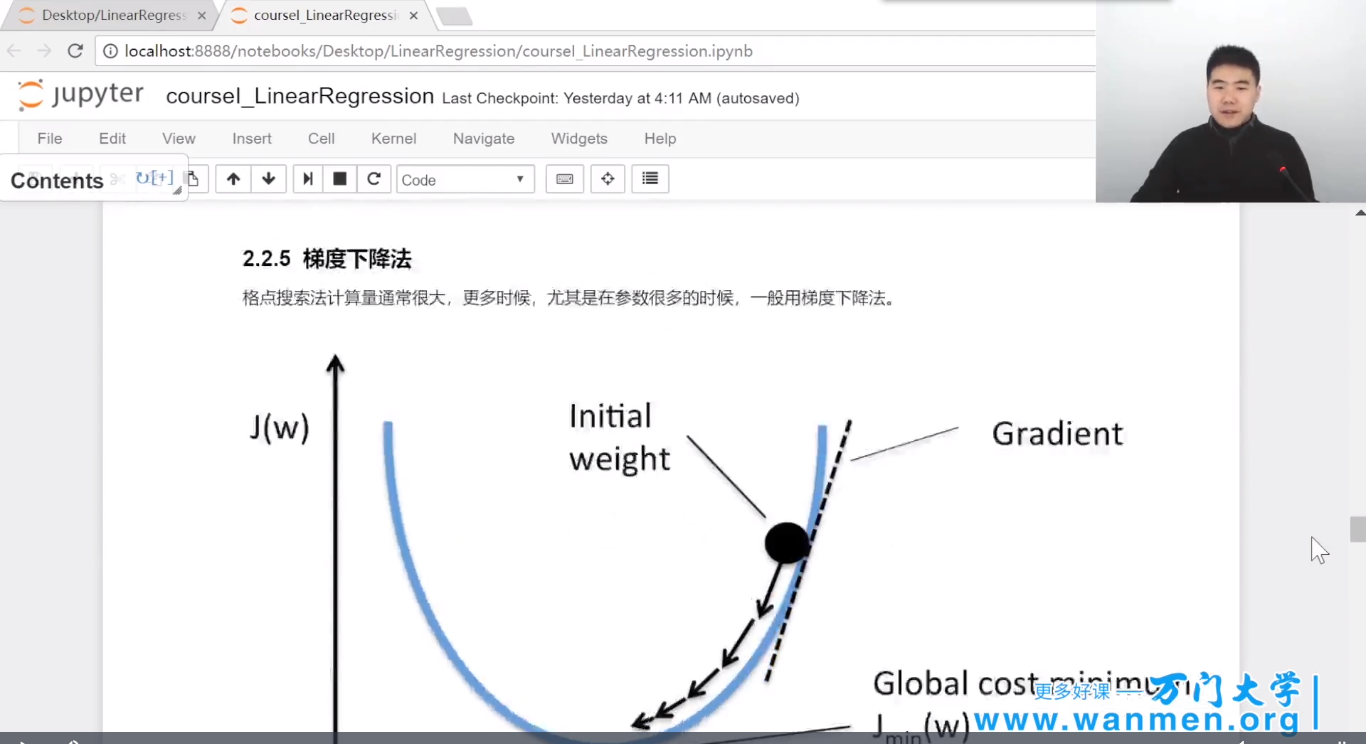 Desktop/LinearRegress
coursel_LinearRegressi
localhost:8888/notebooks/Desktop/LinearRegression/coursel_LinearRegression.ipynb
jupyter coursel_LinearRegression Last Checkpoint: Yesterday at 4:11 AM (autosaved)
File Edit View Insert Cell Kernel Navigate Widgets Help
Contents [+] Code
2.2.5 梯度下降法
格点搜索法计算量通常很大，更多时候，尤其是在参数很多的时候，一般用梯度下降法。
J(w)
Initial
weight
Gradient
Global cost minimum
J_min(w)
更多好课 — 万门大学
www.wanmen.org